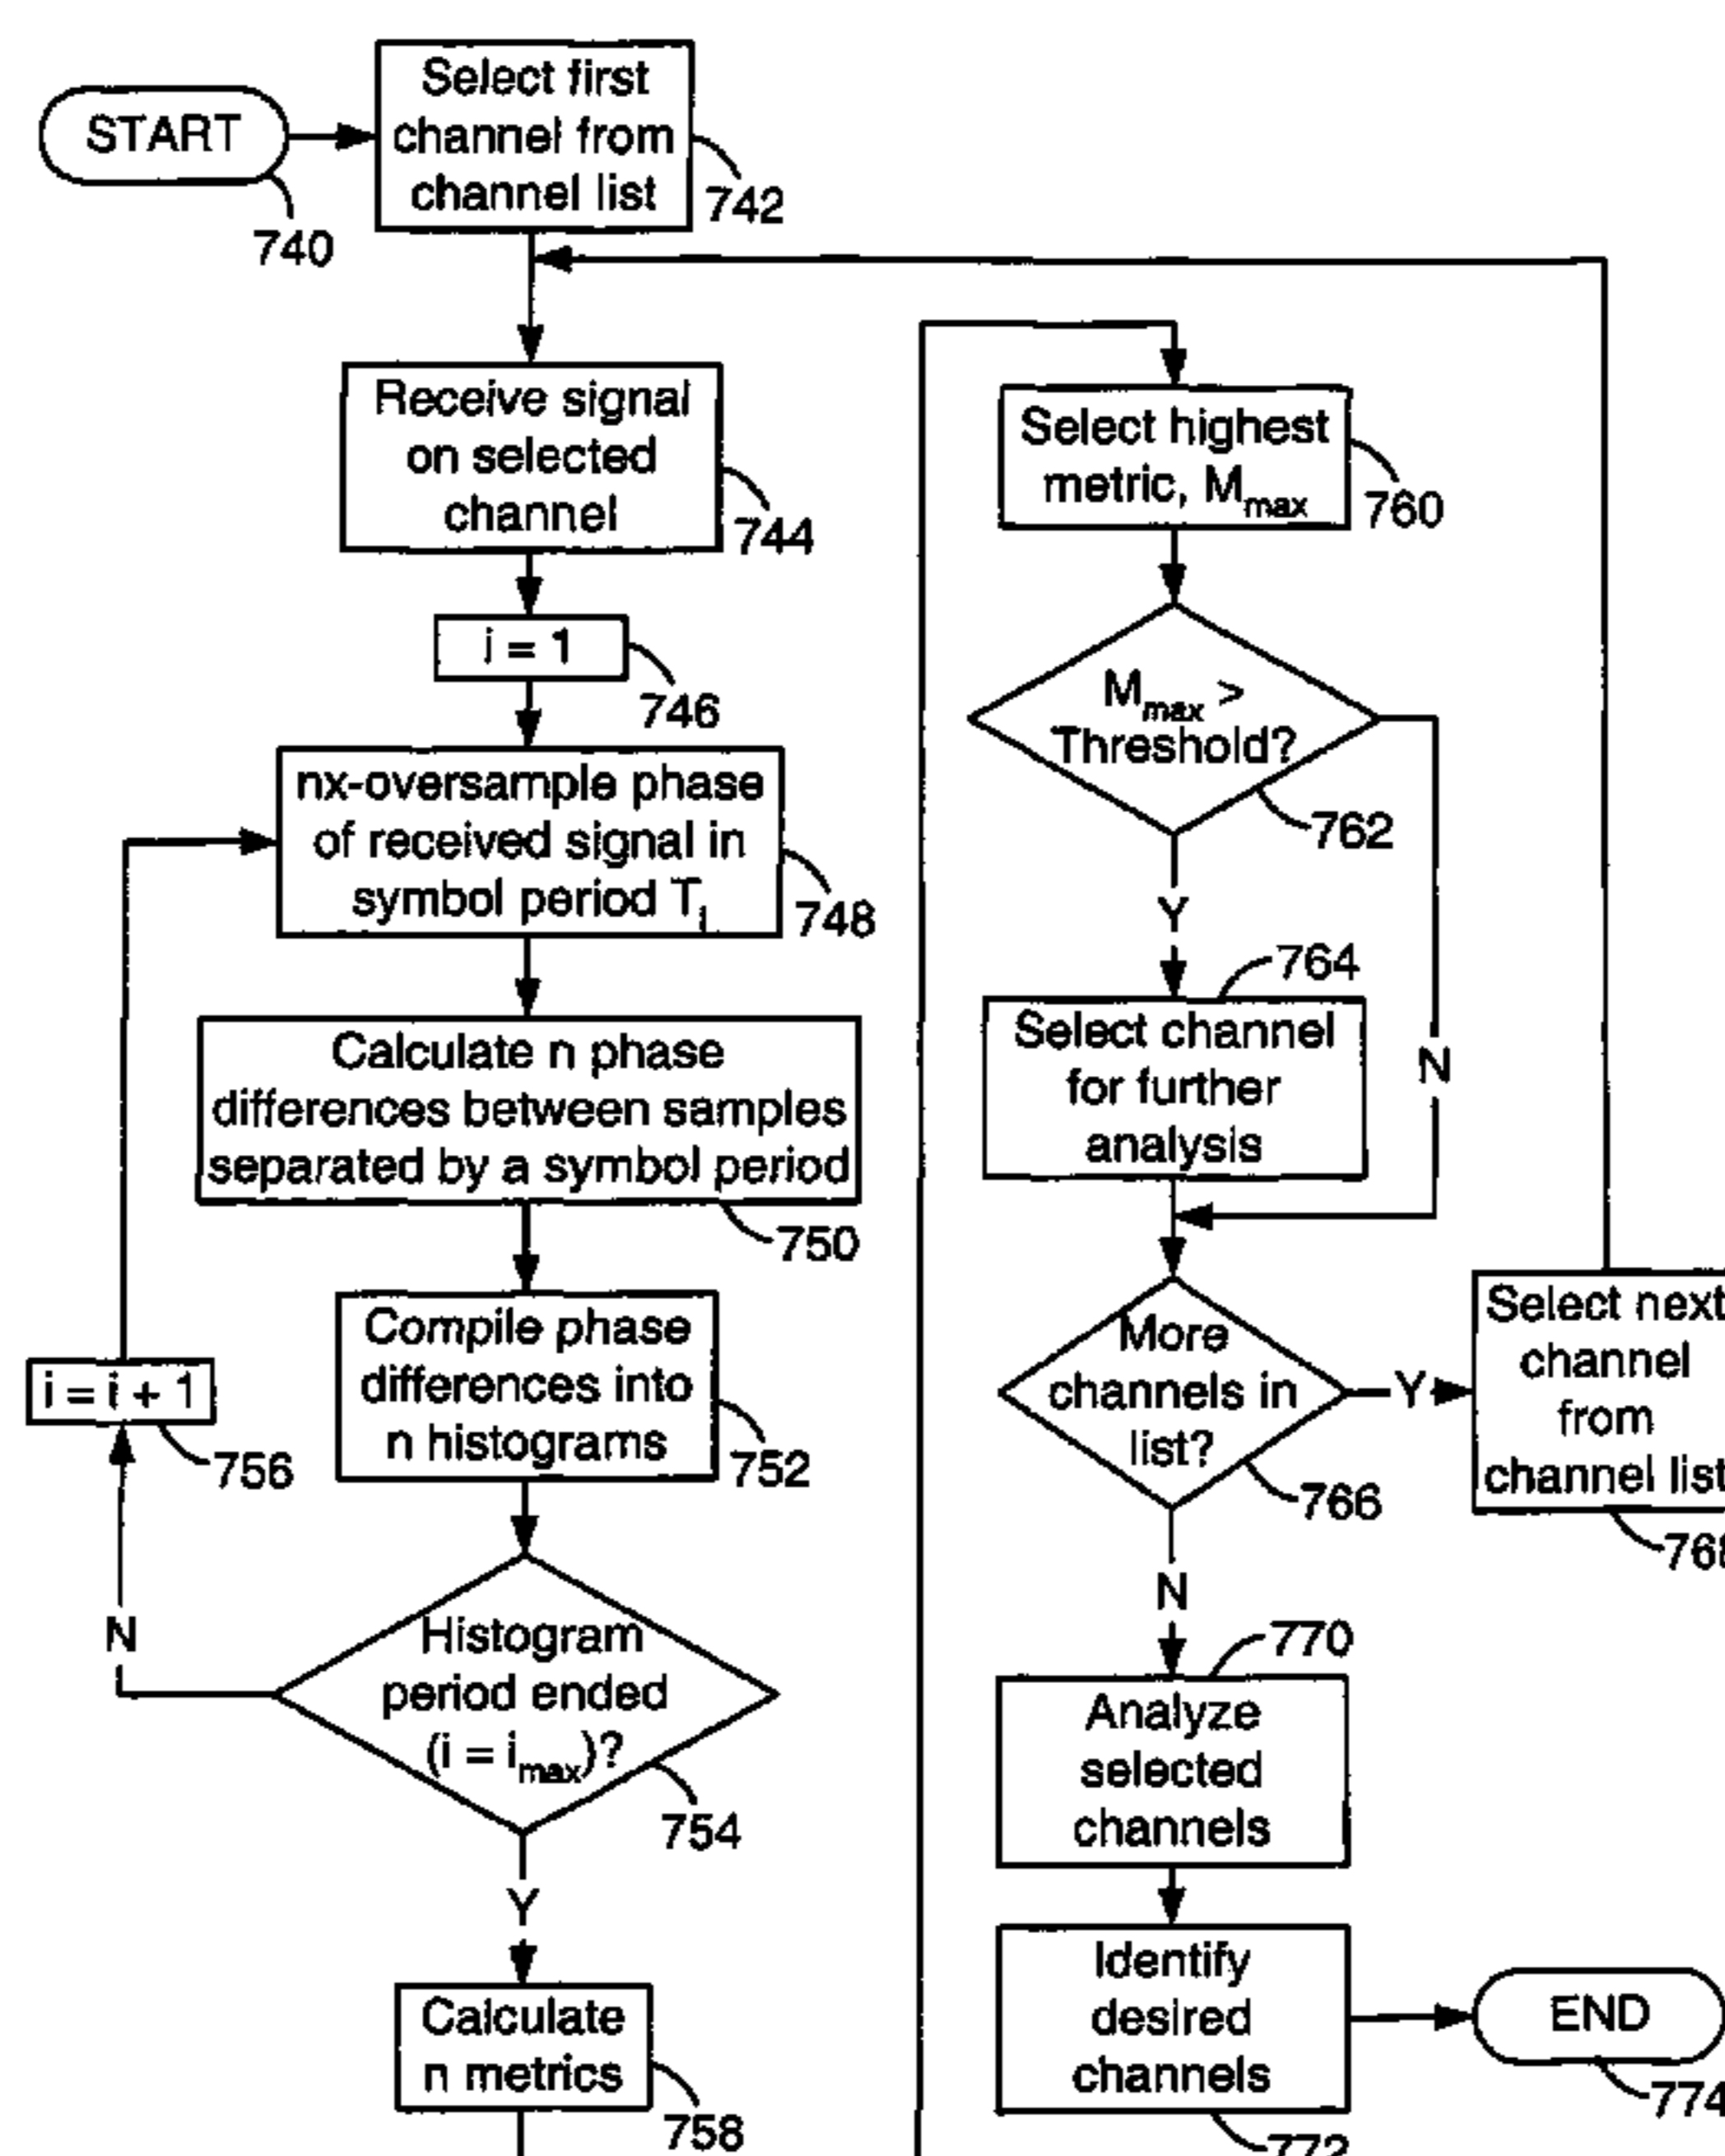 START
740
Select first
channel from
channel list
742
Receive signal
on selected
channel
744
i = 1
746
nx-oversample phase
of received signal in
symbol period Ti
748
Calculate n phase
differences between samples
separated by a symbol period
750
Compile phase
differences into
n histograms
752
i = i + 1
756
N
Histogram
period ended
(i = imax)?
754
Y
Calculate
n metrics
758
Select highest
metric, Mmax
760
Mmax >
Threshold?
762
Y
N
764
Select channel
for further
analysis
More
channels in
list?
766
Y
Select next
channel
from
channel list
768
N
770
Analyze
selected
channels
Identify
desired
channels
772
END
774